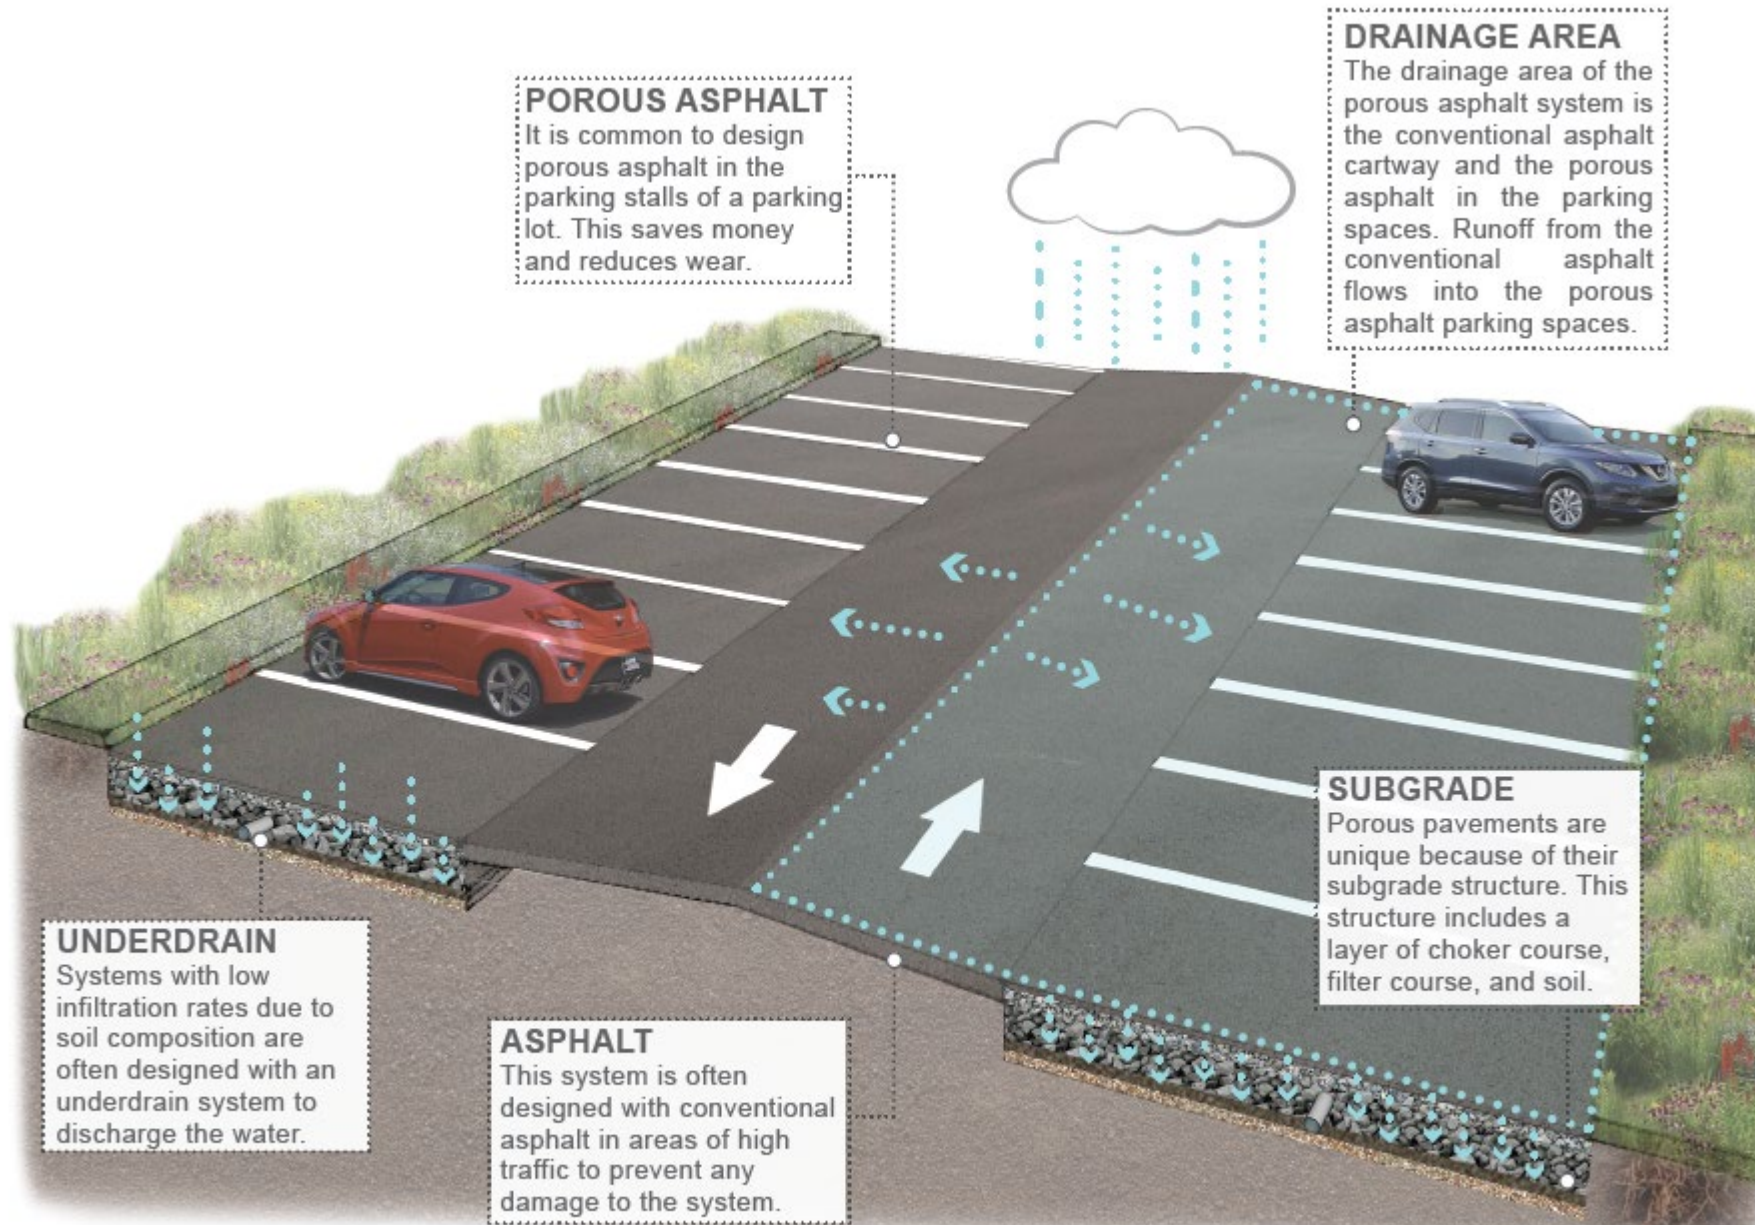 POROUS ASPHALT
It is common to design
porous asphalt in the
parking stalls of a parking
lot. This saves money
and reduces wear.
DRAINAGE AREA
The drainage area of the
porous asphalt system is
the conventional asphalt
cartway and the porous
asphalt in the parking
spaces. Runoff from the
conventional asphalt
flows into the porous
asphalt parking spaces.
UNDERDRAIN
Systems with low
infiltration rates due to
soil composition are
often designed with an
underdrain system to
discharge the water.
ASPHALT
This system is often
designed with conventional
asphalt in areas of high
traffic to prevent any
damage to the system.
SUBGRADE
Porous pavements are
unique because of their
subgrade structure. This
structure includes a
layer of choker course,
filter course, and soil.